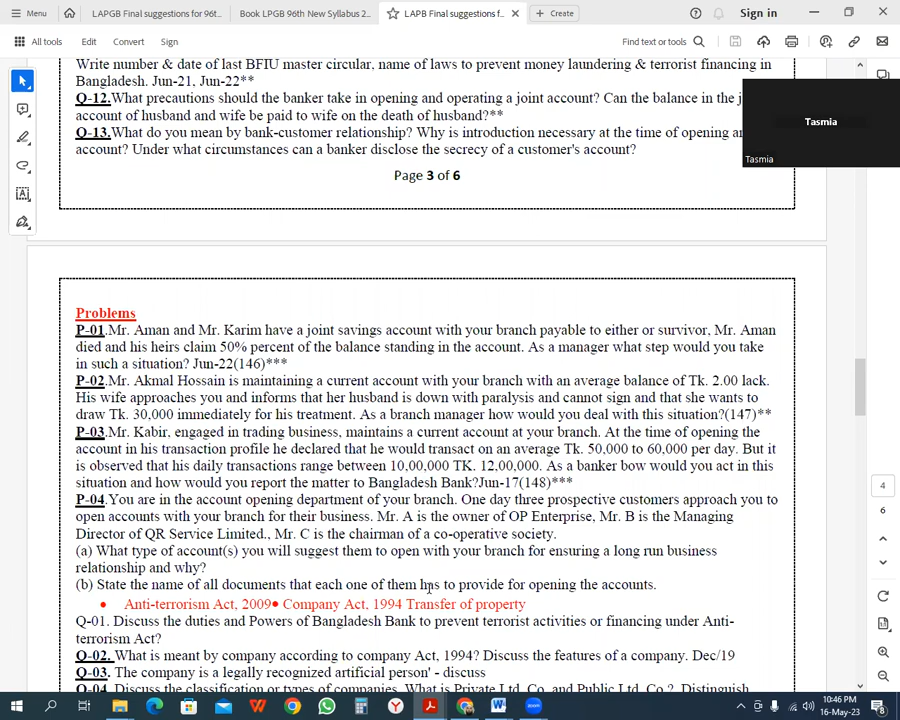 Menu
LAPGB Final suggestions for 96t...
Book LPGB 96th New Syllabus 2...
LAPB Final suggestions f...
Create
Sign in
All tools
Edit
Convert
Sign
Find text or tools
Write number & date of last BFIU master circular, name of laws to prevent money laundering & terrorist financing in
Bangladesh. Jun-21, Jun-22**
Q-12.What precautions should the banker take in opening and operating a joint account? Can the balance in the j
account of husband and wife be paid to wife on the death of husband?**
Q-13.What do you mean by bank-customer relationship? Why is introduction necessary at the time of opening an
account? Under what circumstances can a banker disclose the secrecy of a customer's account?
Tasmia
Tasmia
Page 3 of 6
Problems
P-01.Mr. Aman and Mr. Karim have a joint savings account with your branch payable to either or survivor, Mr. Aman
died and his heirs claim 50% percent of the balance standing in the account. As a manager what step would you take
in such a situation? Jun-22(146)***
P-02.Mr. Akmal Hossain is maintaining a current account with your branch with an average balance of Tk. 2.00 lack.
His wife approaches you and informs that her husband is down with paralysis and cannot sign and that she wants to
draw Tk. 30,000 immediately for his treatment. As a branch manager how would you deal with this situation?(147)**
P-03.Mr. Kabir, engaged in trading business, maintains a current account at your branch. At the time of opening the
account in his transaction profile he declared that he would transact on an average Tk. 50,000 to 60,000 per day. But it
is observed that his daily transactions range between 10,00,000 TK. 12,00,000. As a banker bow would you act in this
situation and how would you report the matter to Bangladesh Bank?Jun-17(148)***
P-04.You are in the account opening department of your branch. One day three prospective customers approach you to
open accounts with your branch for their business. Mr. A is the owner of OP Enterprise, Mr. B is the Managing
Director of QR Service Limited., Mr. C is the chairman of a co-operative society.
(a) What type of account(s) you will suggest them to open with your branch for ensuring a long run business
relationship and why?
(b) State the name of all documents that each one of them has to provide for opening the accounts.
• Anti-terrorism Act, 2009● Company Act, 1994 Transfer of property
Q-01. Discuss the duties and Powers of Bangladesh Bank to prevent terrorist activities or financing under Anti-
terrorism Act?
Q-02. What is meant by company according to company Act, 1994? Discuss the features of a company. Dec/19
Q-03. The company is a legally recognized artificial person' - discuss
Q-04. Discuss the classification or types of companies. What is Private Ltd. Co. and Public Ltd. Co.? Distinguish
4
6
10:46 PM
16-May-23
8